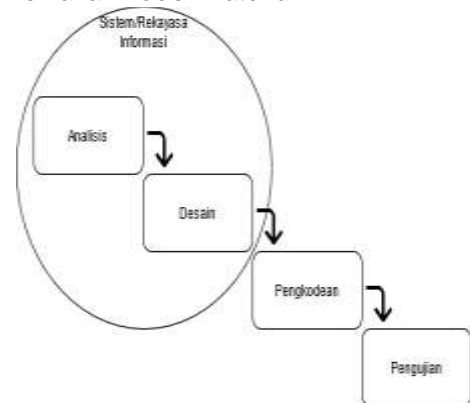 Sistem/Rekayasa
Informasi
Analisis
Desain
Pengkodean
Pengujian